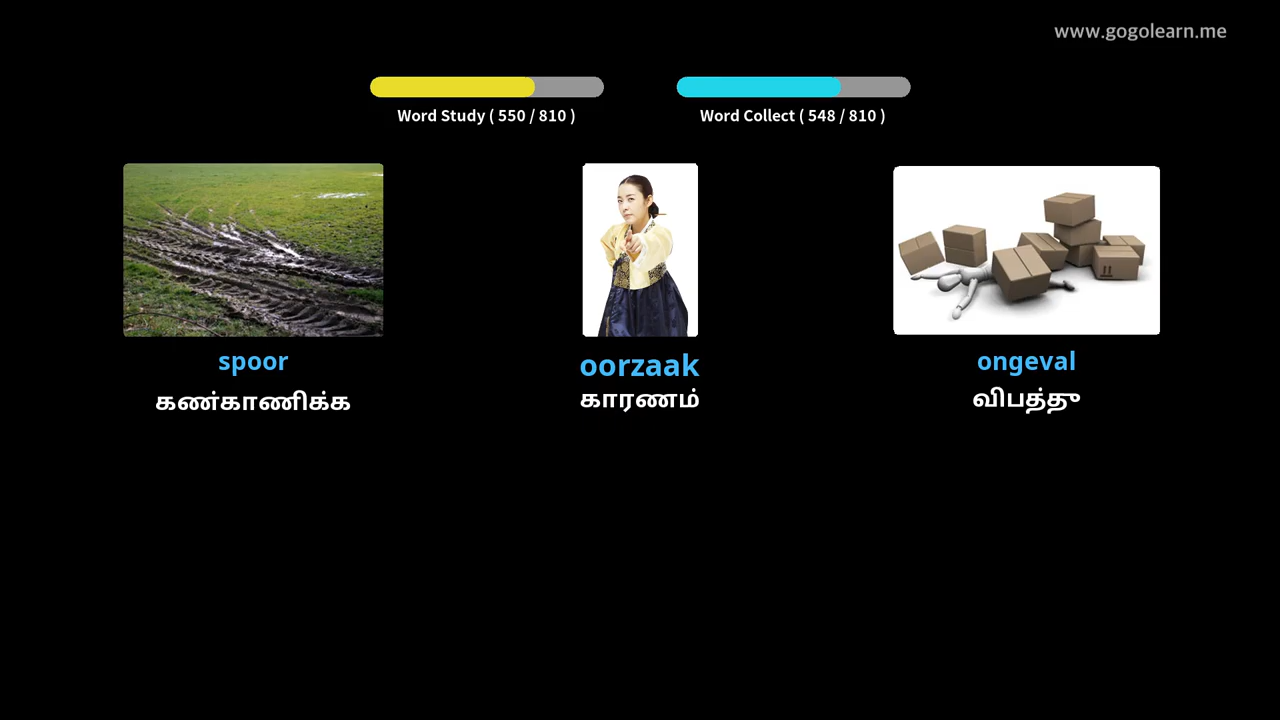 www.gogolearn.me
Word Study ( 550 / 810 )
Word Collect ( 548 / 810 )
spoor
கண்காணிக்க
oorzaak
காரணம்
ongeval
விபத்து